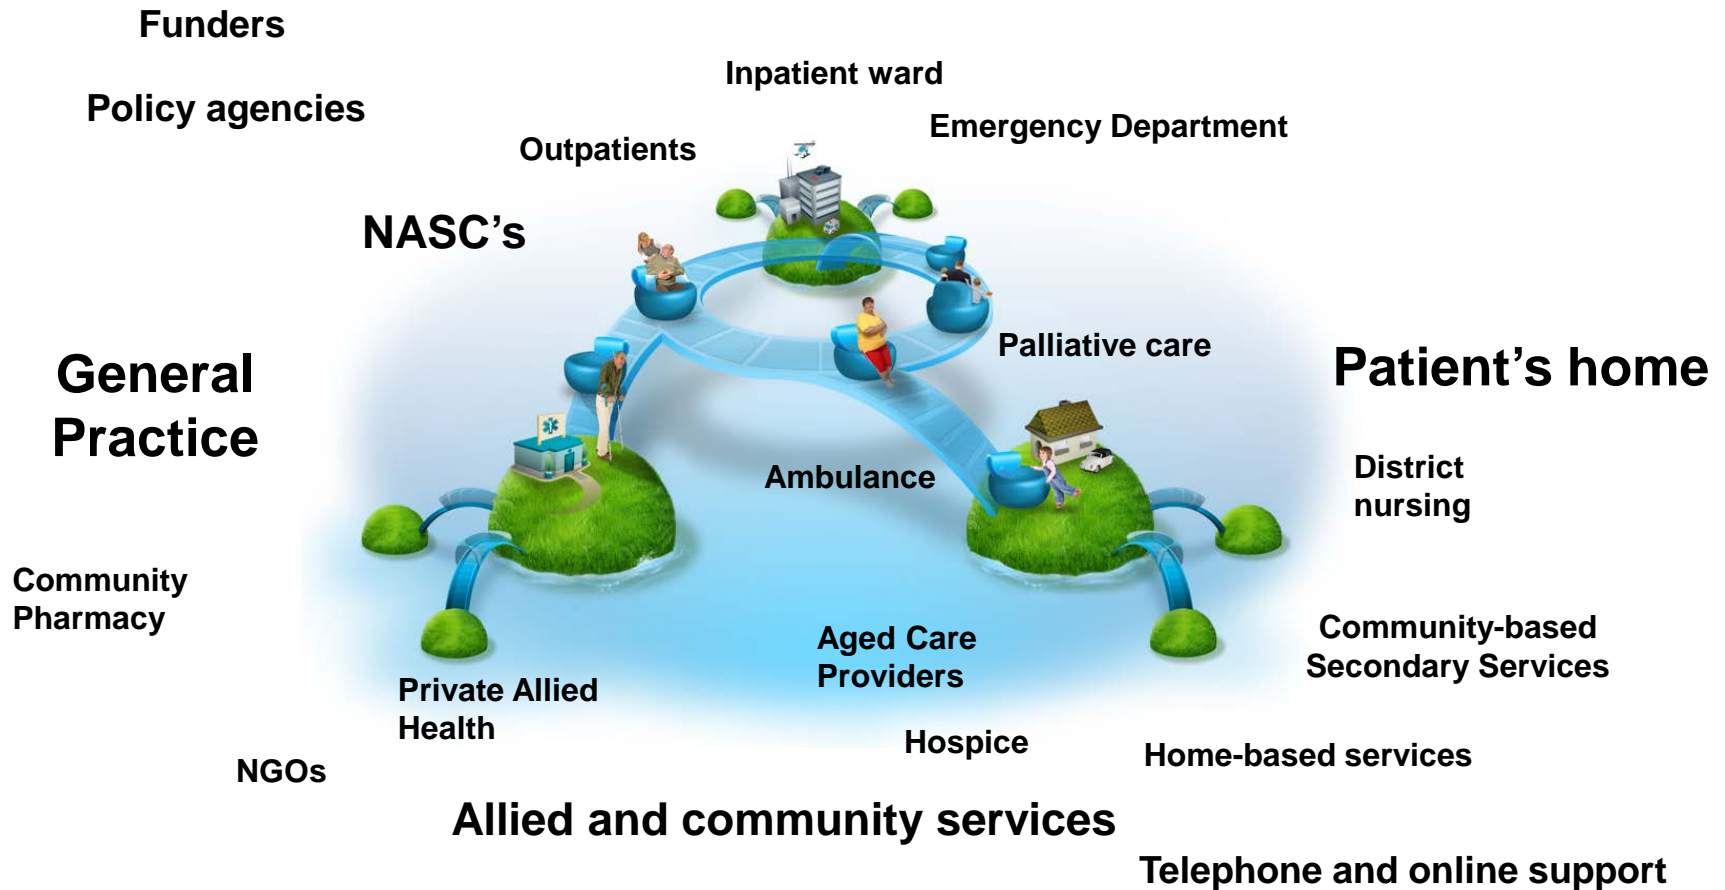 Funders
Inpatient ward
Policy agencies
Emergency Department
Outpatients
NASC’s
Palliative care
General
Practice
Patient’s home
Ambulance
District
nursing
Community
Pharmacy
Aged Care
Providers
Community-based
Secondary Services
Private Allied
Health
Hospice
Home-based services
NGOs
Allied and community services
Telephone and online support